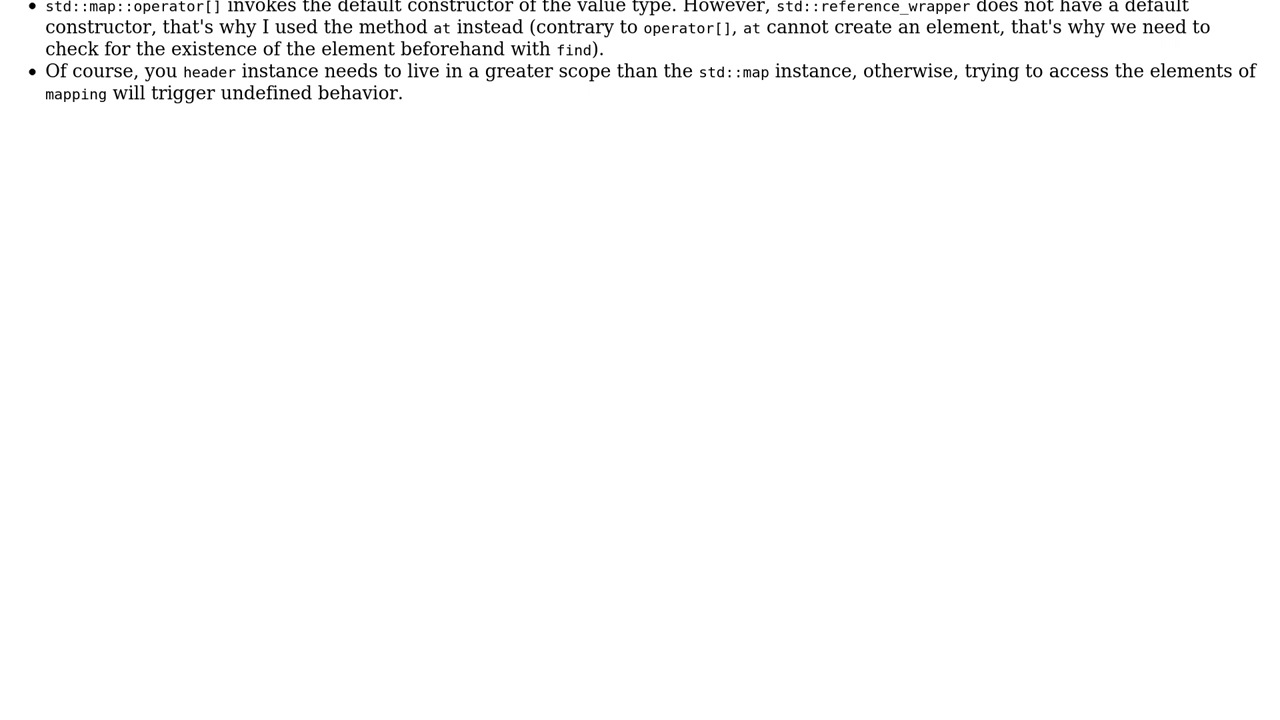 • std::map::operator[] invokes the default constructor of the value type. However, std::reference_wrapper does not have a default
constructor, that's why I used the method at instead (contrary to operator[], at cannot create an element, that's why we need to
check for the existence of the element beforehand with find).
• Of course, you header instance needs to live in a greater scope than the std::map instance, otherwise, trying to access the elements of
mapping will trigger undefined behavior.